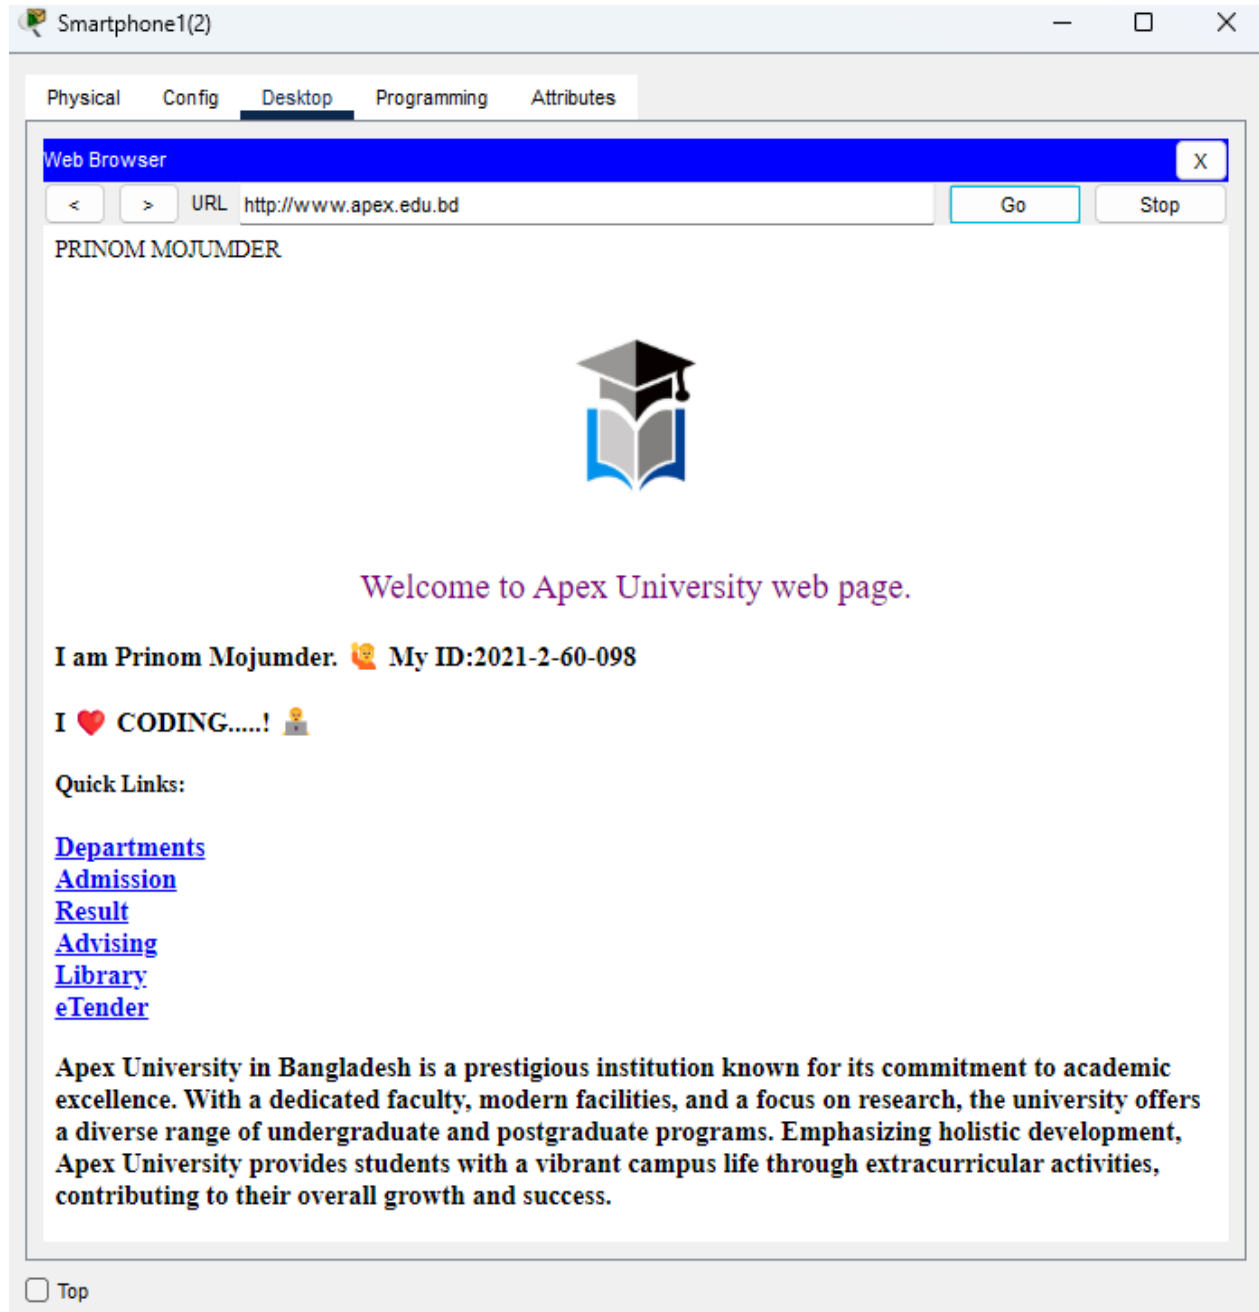 Smartphone1(2)
Physical Config Desktop Programming Attributes
Web Browser X
< > URL http://www.apex.edu.bd Go Stop
PRINOM MOJUMDER
Welcome to Apex University web page.
I am Prinom Mojumder. 🙋 My ID:2021-2-60-098
I ❤️ CODING.....! 🧑‍💻
Quick Links:
Departments
Admission
Result
Advising
Library
eTender
Apex University in Bangladesh is a prestigious institution known for its commitment to academic
excellence. With a dedicated faculty, modern facilities, and a focus on research, the university offers
a diverse range of undergraduate and postgraduate programs. Emphasizing holistic development,
Apex University provides students with a vibrant campus life through extracurricular activities,
contributing to their overall growth and success.
Top